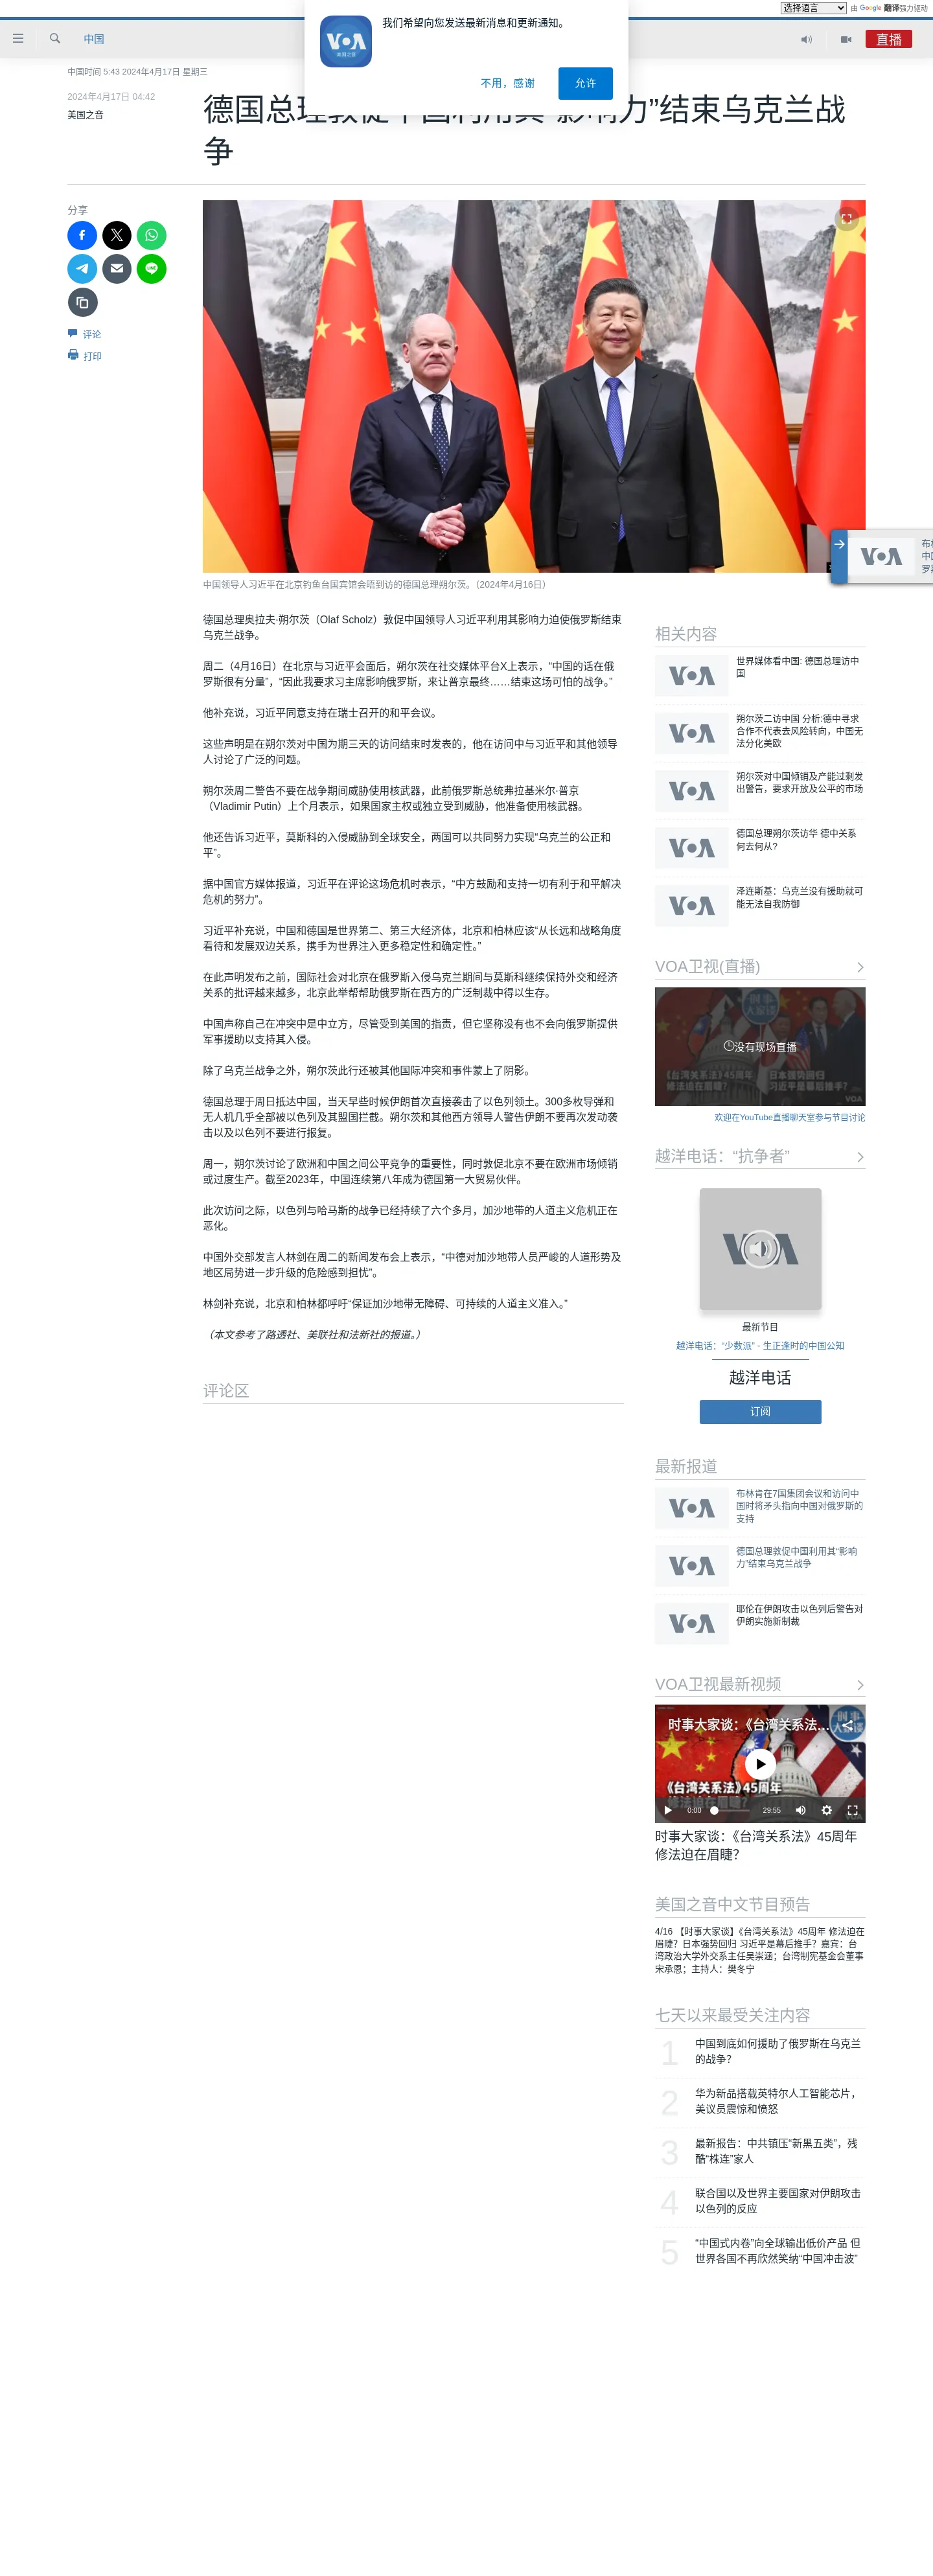 选择语言
由 Google 翻译强力驱动
我们希望向您发送最新消息和更新通知。
VOA
美国之音
不用，感谢
允许
中国
直播
中国时间 5:43 2024年4月17日 星期三
2024年4月17日 04:42
美国之音
德国总理敦促中国利用其“影响力”结束乌克兰战
争
分享
评论
打印
中国领导人习近平在北京钓鱼台国宾馆会晤到访的德国总理朔尔茨。（2024年4月16日）
德国总理奥拉夫·朔尔茨（Olaf Scholz）敦促中国领导人习近平利用其影响力迫使俄罗斯结束
乌克兰战争。
周二（4月16日）在北京与习近平会面后，朔尔茨在社交媒体平台X上表示，“中国的话在俄
罗斯很有分量”，“因此我要求习主席影响俄罗斯，来让普京最终……结束这场可怕的战争。”
他补充说，习近平同意支持在瑞士召开的和平会议。
这些声明是在朔尔茨对中国为期三天的访问结束时发表的，他在访问中与习近平和其他领导
人讨论了广泛的问题。
朔尔茨周二警告不要在战争期间威胁使用核武器，此前俄罗斯总统弗拉基米尔·普京
（Vladimir Putin）上个月表示，如果国家主权或独立受到威胁，他准备使用核武器。
他还告诉习近平，莫斯科的入侵威胁到全球安全，两国可以共同努力实现“乌克兰的公正和
平”。
据中国官方媒体报道，习近平在评论这场危机时表示，“中方鼓励和支持一切有利于和平解决
危机的努力”。
习近平补充说，中国和德国是世界第二、第三大经济体，北京和柏林应该“从长远和战略角度
看待和发展双边关系，携手为世界注入更多稳定性和确定性。”
在此声明发布之前，国际社会对北京在俄罗斯入侵乌克兰期间与莫斯科继续保持外交和经济
关系的批评越来越多，北京此举帮帮助俄罗斯在西方的广泛制裁中得以生存。
中国声称自己在冲突中是中立方，尽管受到美国的指责，但它坚称没有也不会向俄罗斯提供
军事援助以支持其入侵。
除了乌克兰战争之外，朔尔茨此行还被其他国际冲突和事件蒙上了阴影。
德国总理于周日抵达中国，当天早些时候伊朗首次直接袭击了以色列领土。300多枚导弹和
无人机几乎全部被以色列及其盟国拦截。朔尔茨和其他西方领导人警告伊朗不要再次发动袭
击以及以色列不要进行报复。
周一，朔尔茨讨论了欧洲和中国之间公平竞争的重要性，同时敦促北京不要在欧洲市场倾销
或过度生产。截至2023年，中国连续第八年成为德国第一大贸易伙伴。
此次访问之际，以色列与哈马斯的战争已经持续了六个多月，加沙地带的人道主义危机正在
恶化。
中国外交部发言人林剑在周二的新闻发布会上表示，“中德对加沙地带人员严峻的人道形势及
地区局势进一步升级的危险感到担忧”。
林剑补充说，北京和柏林都呼吁“保证加沙地带无障碍、可持续的人道主义准入。”
（本文参考了路透社、美联社和法新社的报道。）
评论区
相关内容
VOA
世界媒体看中国: 德国总理访中
国
VOA
朔尔茨二访中国 分析:德中寻求
合作不代表去风险转向，中国无
法分化美欧
VOA
朔尔茨对中国倾销及产能过剩发
出警告，要求开放及公平的市场
VOA
德国总理朔尔茨访华 德中关系
何去何从?
VOA
泽连斯基：乌克兰没有援助就可
能无法自我防御
VOA卫视(直播)
没有现场直播
《台湾关系法》45周年
修法迫在眉睫？
日本强势回归
习近平是幕后推手？
VOA
欢迎在YouTube直播聊天室参与节目讨论
越洋电话：“抗争者”
VOA
最新节目
越洋电话：“少数派” - 生正逢时的中国公知
越洋电话
订阅
最新报道
VOA
布林肯在7国集团会议和访问中
国时将矛头指向中国对俄罗斯的
支持
VOA
德国总理敦促中国利用其“影响
力”结束乌克兰战争
VOA
耶伦在伊朗攻击以色列后警告对
伊朗实施新制裁
VOA卫视最新视频
时事大家谈：《台湾关系法…
时事
大家谈
《台湾关系法》45周年
修法迫在眉睫？
0:00
29:55
时事大家谈：《台湾关系法》45周年
修法迫在眉睫？
美国之音中文节目预告
4/16 【时事大家谈】《台湾关系法》45周年 修法迫在
眉睫？日本强势回归 习近平是幕后推手？嘉宾：台
湾政治大学外交系主任吴崇涵；台湾制宪基金会董事
宋承恩；主持人：樊冬宁
七天以来最受关注内容
1
中国到底如何援助了俄罗斯在乌克兰
的战争？
2
华为新品搭载英特尔人工智能芯片，
美议员震惊和愤怒
3
最新报告：中共镇压“新黑五类”，残
酷“株连”家人
4
联合国以及世界主要国家对伊朗攻击
以色列的反应
5
“中国式内卷”向全球输出低价产品 但
世界各国不再欣然笑纳“中国冲击波”